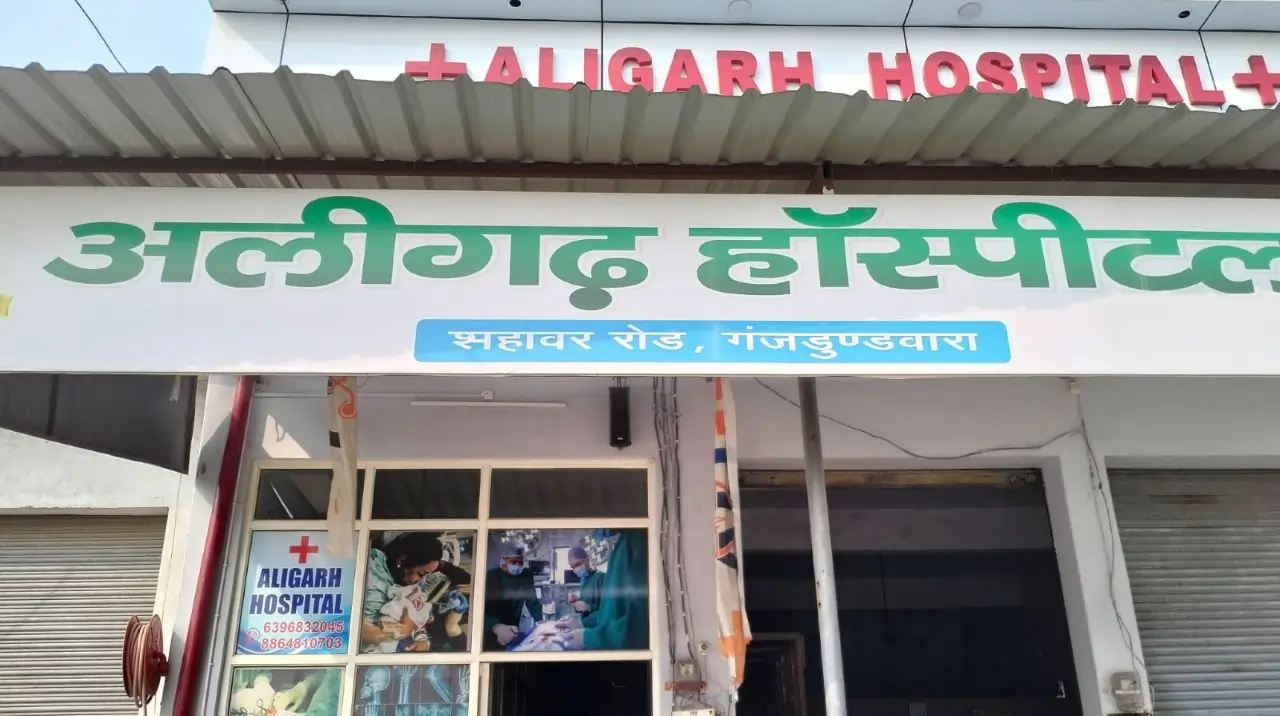 + ALIGARH HOSPITAL +
अलीगढ़ हॉस्पीटल
सहावर रोड, गंजडुण्डवारा
ALIGARH
HOSPITAL
6396832045
8864810703